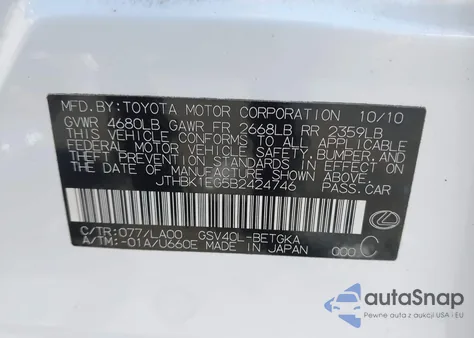 MFD.BY:TOYOTA MOTOR CORPORATION 10/10
GVWR 4680LB GAWR FR 2668LB RR 2359LB
THIS VEHICLE CONFORMS TO ALL APPLICABLE
FEDERAL MOTOR VEHICLE SAFETY, BUMPER, AND
THEFT PREVENTION STANDARDS IN EFFECT ON
THE DATE OF MANUFACTURE SHOWN ABOVE.
JTHBK1EG5B2424746 PASS.CAR
C/TR:077/LA00 GSV40L-BETGKA
A/TM:-01A/U660E MADE IN JAPAN 000 C
autoSnap
Pewne auta z aukcji USA i EU